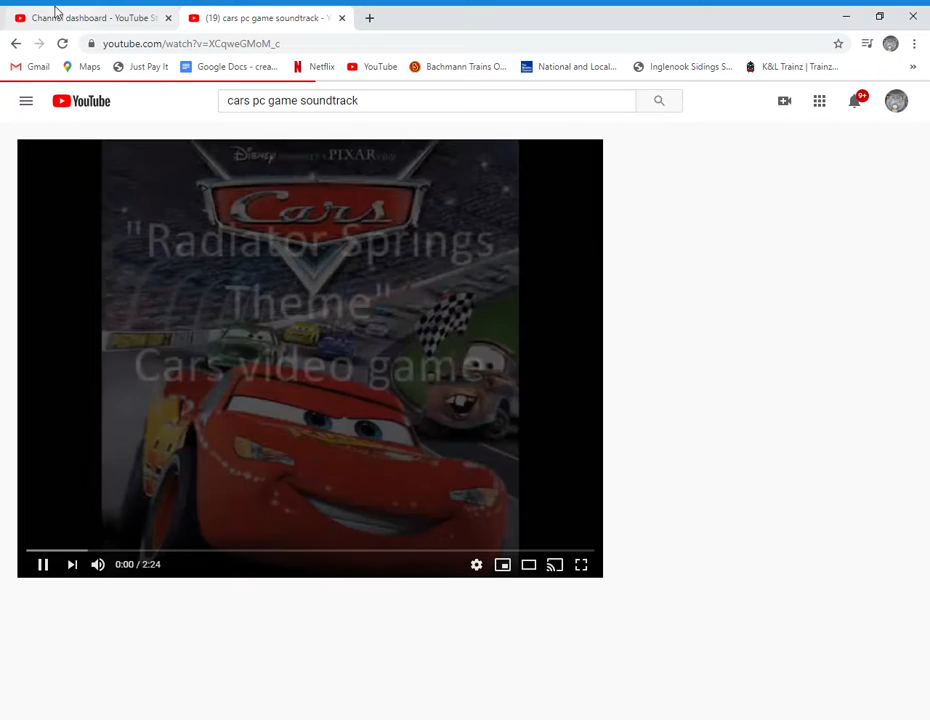 Channel dashboard - YouTube St
(19) cars pc game soundtrack - Y
youtube.com/watch?v=XCqweGMoM_c
Gmail
Maps
Just Pay It
Google Docs - crea...
Netflix
YouTube
Bachmann Trains O...
National and Local...
Inglenook Sidings S...
K&L Trainz | Trainz...
YouTube
cars pc game soundtrack
9+
Disney PRESENTS A PIXAR FILM
Cars
"Radiator Springs
Theme"
Cars video game
0:00 / 2:24